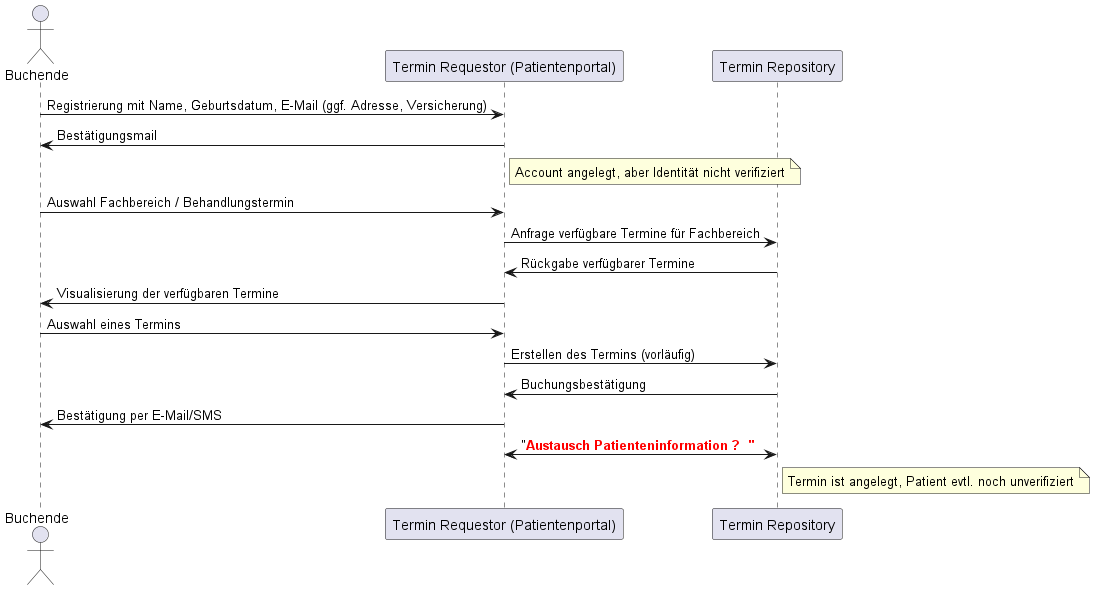 Buchende
Termin Requestor (Patientenportal)
Termin Repository
Registrierung mit Name, Geburtsdatum, E-Mail (ggf. Adresse, Versicherung)
Bestätigungsmail
Account angelegt, aber Identität nicht verifiziert
Auswahl Fachbereich / Behandlungstermin
Anfrage verfügbare Termine für Fachbereich
Rückgabe verfügbarer Termine
Visualisierung der verfügbaren Termine
Auswahl eines Termins
Erstellen des Termins (vorläufig)
Buchungsbestätigung
Bestätigung per E-Mail/SMS
"Austausch Patienteninformation ? "
Termin ist angelegt, Patient evtl. noch unverifiziert
Buchende
Termin Requestor (Patientenportal)
Termin Repository